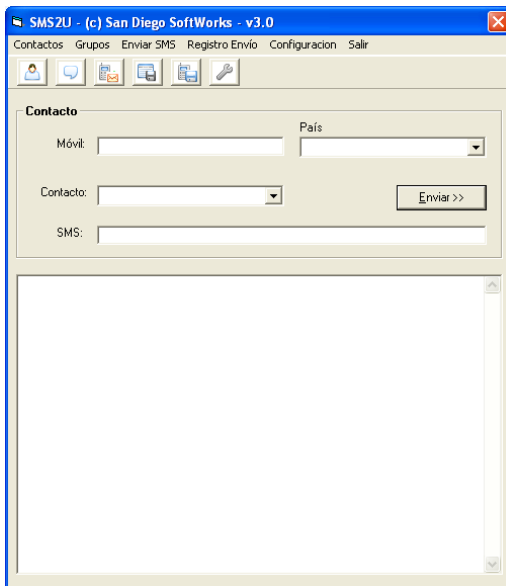 SMS2U - (c) San Diego SoftWorks - v3.0
Contactos Grupos Enviar SMS Registro Envío Configuracion Salir
Contacto
País
Móvil:
Contacto:
Enviar >>
SMS: